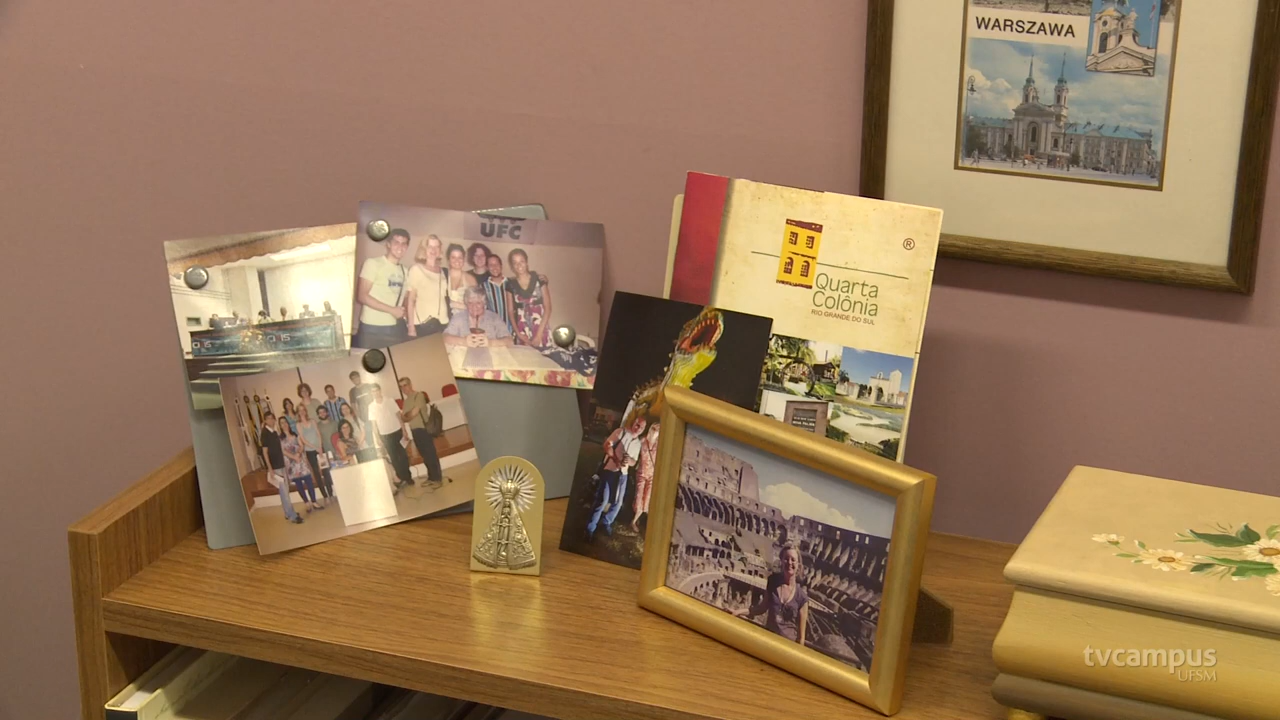 WARSZAWA
UFC
®
Quarta
Colônia
RIO GRANDE DO SUL
tvcampus
UFSM